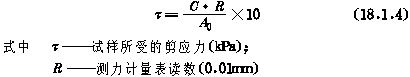 τ = C·R / A₀ ×10 (18.1.4)
式中 τ——试样所受的剪应力(kPa);
R——测力计量表读数(0.01mm)